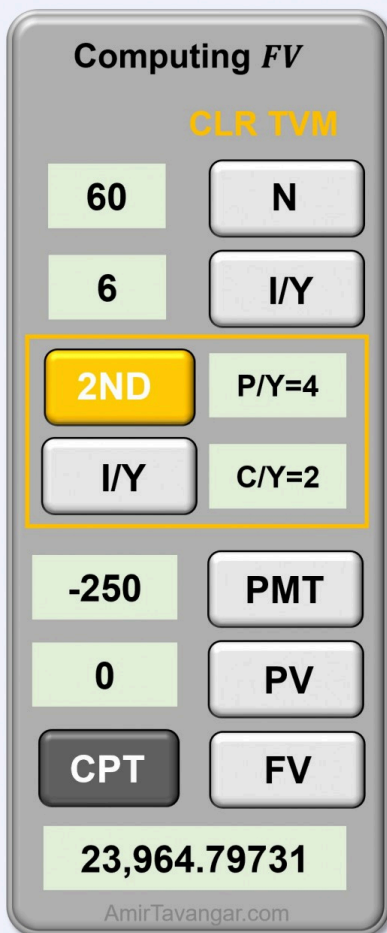 Computing FV
CLR TVM
60 N
6 I/Y
2ND P/Y=4
I/Y C/Y=2
-250 PMT
0 PV
CPT FV
23,964.79731
AmirTavangar.com